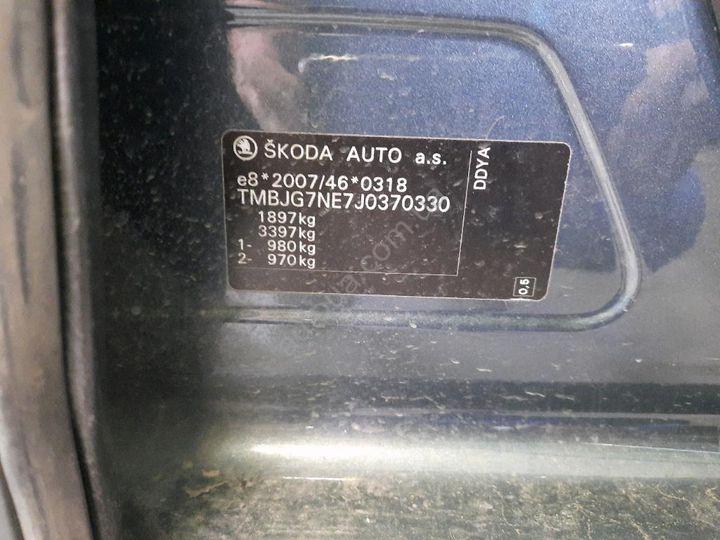 ŠKODA AUTO a.s.
e8*2007/46*0318
TMBJG7NE7J0370330
1897kg
3397kg
1- 980kg
2- 970kg
DDYA
0,5